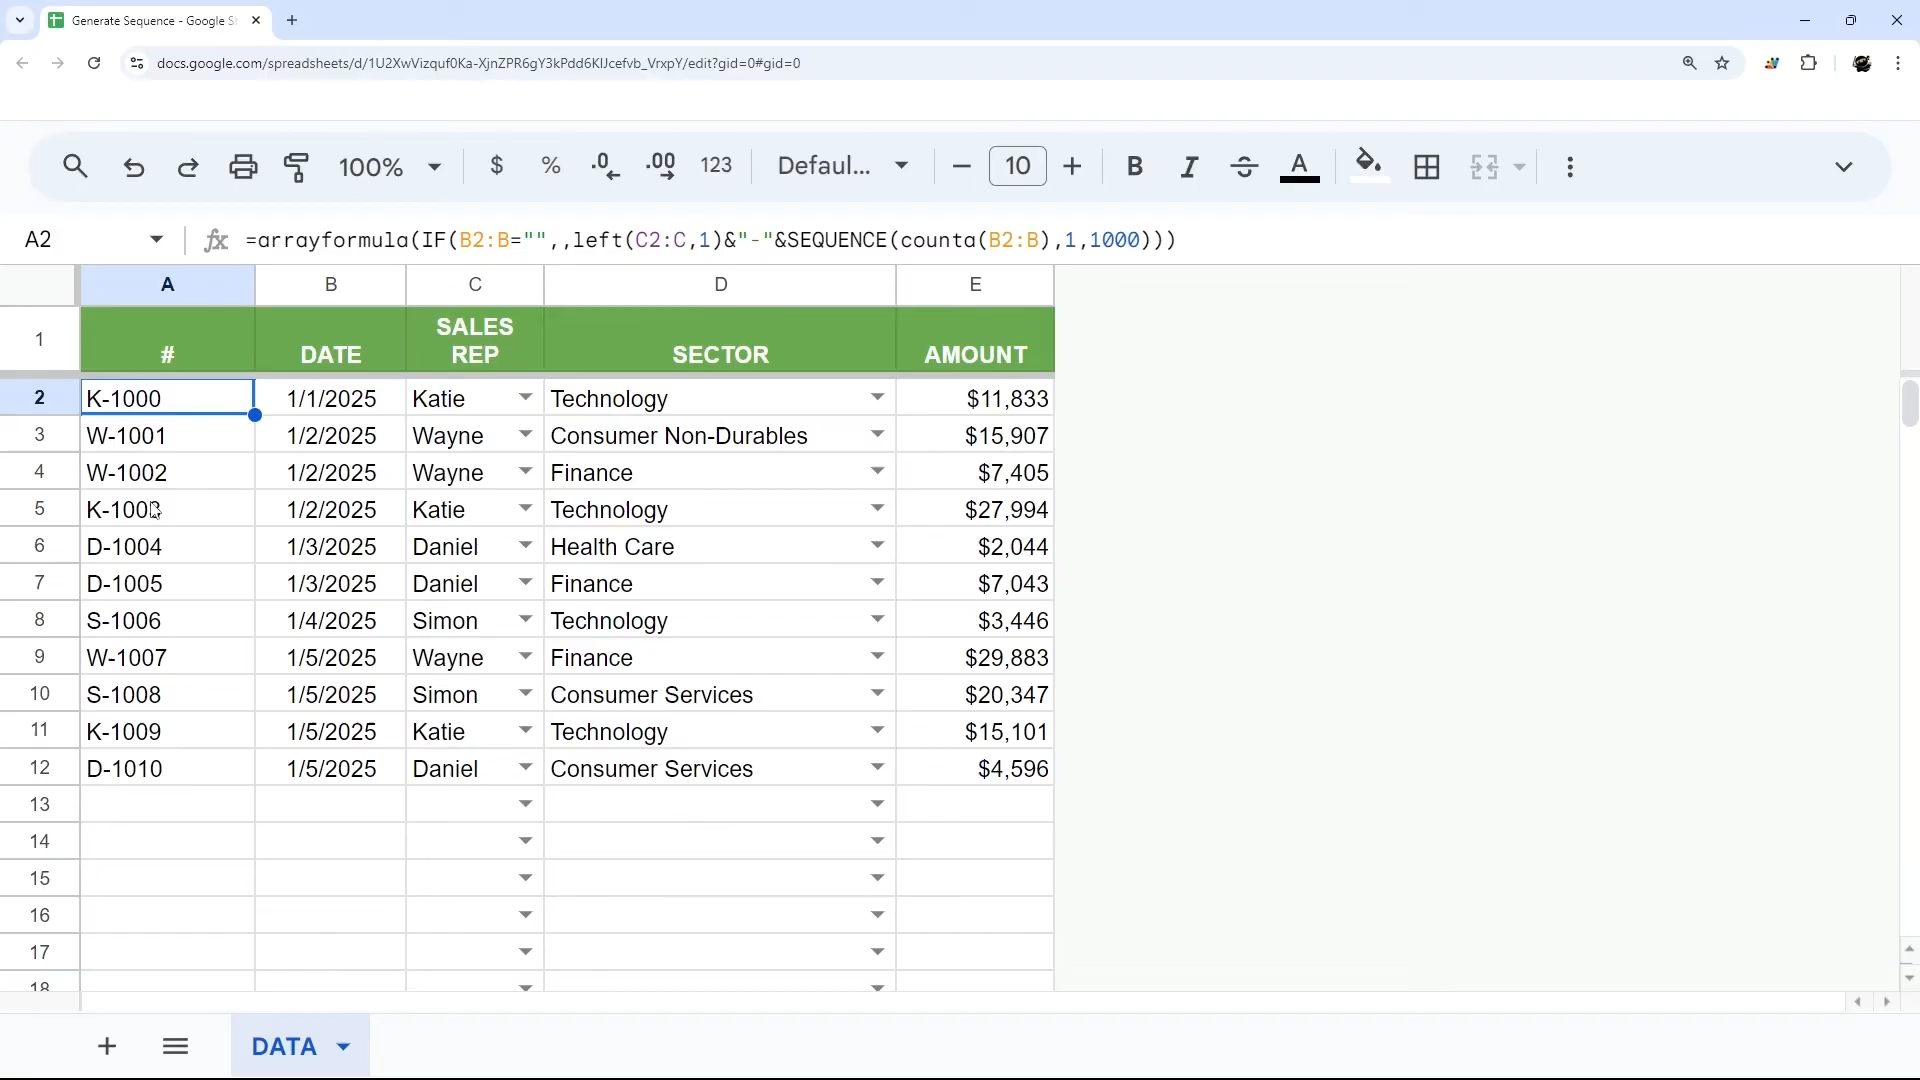 Generate Sequence - Google S
docs.google.com/spreadsheets/d/1U2XwVizquf0Ka-XjnZPR6gY3kPdd6KlJcefvb_VrxpY/edit?gid=0#gid=0
100% $ % .0 .00 123 Defaul... 10 B I A
A2 fx =arrayformula(IF(B2:B="",,left(C2:C,1)&"-"&SEQUENCE(counta(B2:B),1,1000)))
A B C D E
1 # DATE SALES REP SECTOR AMOUNT
2 K-1000 1/1/2025 Katie Technology $11,833
3 W-1001 1/2/2025 Wayne Consumer Non-Durables $15,907
4 W-1002 1/2/2025 Wayne Finance $7,405
5 K-1003 1/2/2025 Katie Technology $27,994
6 D-1004 1/3/2025 Daniel Health Care $2,044
7 D-1005 1/3/2025 Daniel Finance $7,043
8 S-1006 1/4/2025 Simon Technology $3,446
9 W-1007 1/5/2025 Wayne Finance $29,883
10 S-1008 1/5/2025 Simon Consumer Services $20,347
11 K-1009 1/5/2025 Katie Technology $15,101
12 D-1010 1/5/2025 Daniel Consumer Services $4,596
13
14
15
16
17
18
DATA